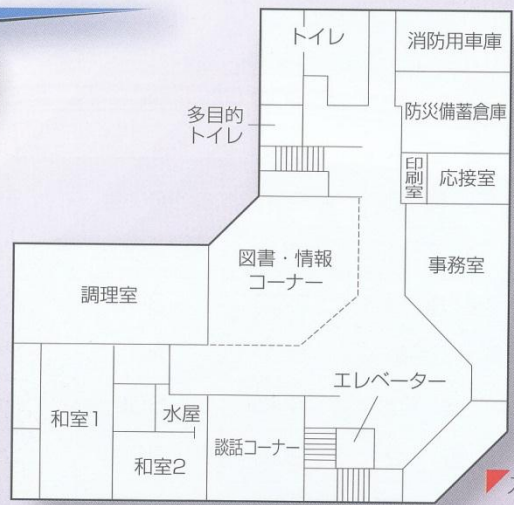 トイレ
消防用車庫
多目的
トイレ
防災備蓄倉庫
印刷室
応接室
図書・情報
コーナー
事務室
調理室
エレベーター
和室1
水屋
談話コーナー
和室2